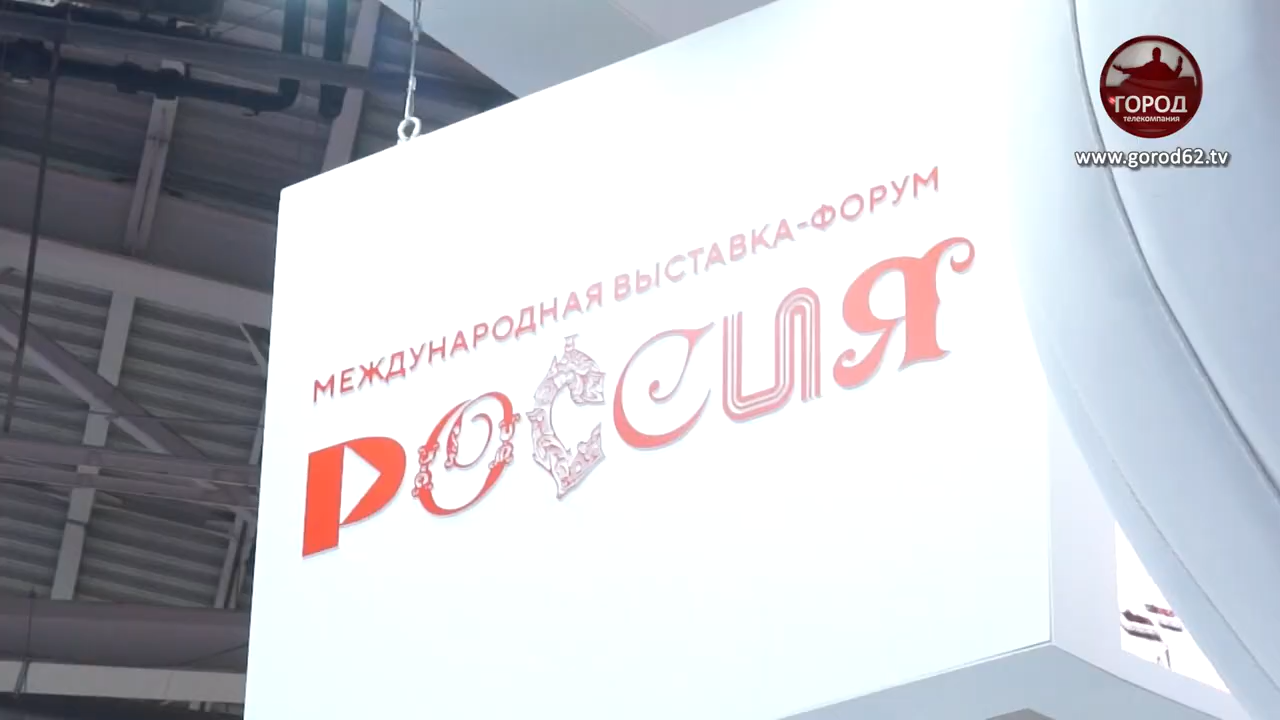 ГОРОД
телекомпания
www.gorod62.tv
МЕЖДУНАРОДНАЯ ВЫСТАВКА-ФОРУМ
РОССИЯ